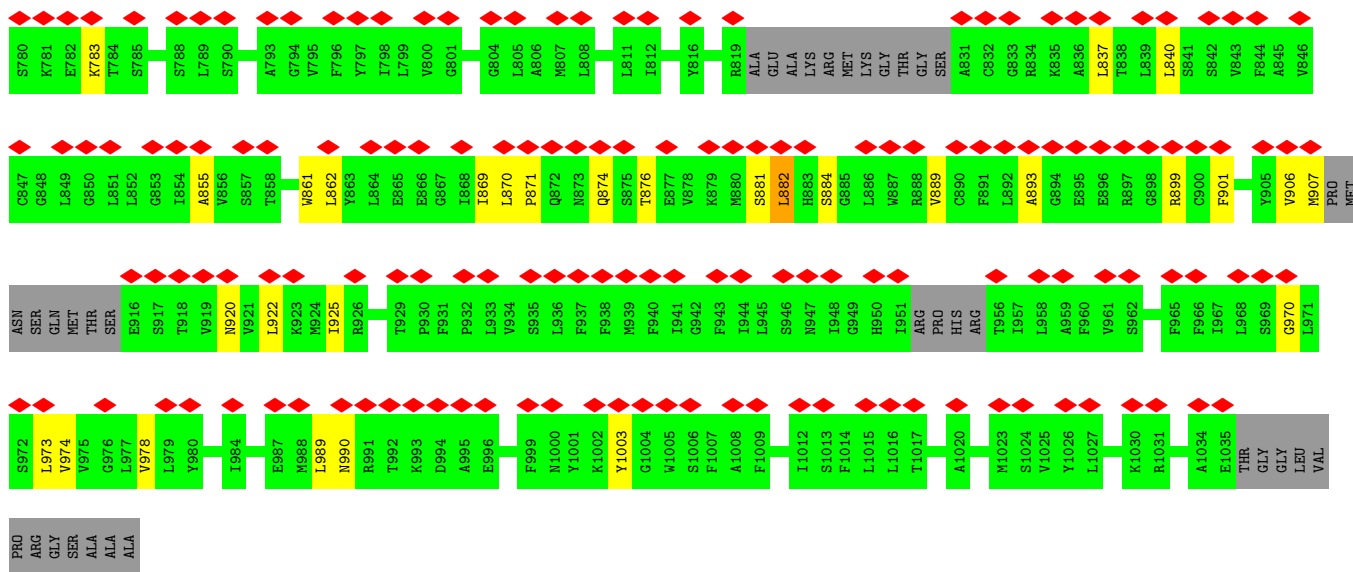 S780 K781 E782 K783 T784 S785 S788 L789 S790 A793 G794 V795 F796 Y797 I798 L799 V800 G801 G804 L805 A806 M807 L808 L811 I812 Y816 R819 ALA GLU ALA LYS ARG MET LYS GLY THR GLY SER A831 C832 G833 R834 K835 A836 L837 T838 L839 L840 S841 S842 V843 F844 A845 V846
C847 G848 L849 G850 L851 L852 G853 I854 A855 V856 S857 T858 W861 L862 Y863 L864 E865 E866 G867 I868 I869 L870 P871 Q872 N873 Q874 S875 T876 E877 V878 K879 M880 S881 L882 H883 S884 G885 L886 W887 R888 V889 C890 F891 L892 A893 G894 E895 E896 R897 G898 R899 C900 F901 Y905 V906 M907 PRO MET
ASN SER GLN MET THR SER E916 S917 T918 V919 N920 V921 L922 K923 M924 I925 R926 T929 P930 F931 P932 L933 V934 S935 L936 F937 F938 M939 F940 I941 G942 F943 I944 L945 S946 N947 I948 G949 H950 I951 ARG PRO HIS ARG T956 I957 L958 A959 F960 V961 S962 F965 F966 I967 L968 S969 G970 L971
S972 L973 V974 V975 G976 L977 V978 L979 Y980 I984 E987 M988 L989 N990 R991 T992 K993 D994 A995 E996 F999 N1000 Y1001 K1002 Y1003 G1004 W1005 S1006 F1007 A1008 F1009 I1012 S1013 F1014 L1015 L1016 T1017 A1020 M1023 S1024 V1025 Y1026 L1027 K1030 R1031 A1034 E1035 THR GLY GLY LEU VAL
PRO ARG GLY SER ALA ALA ALA